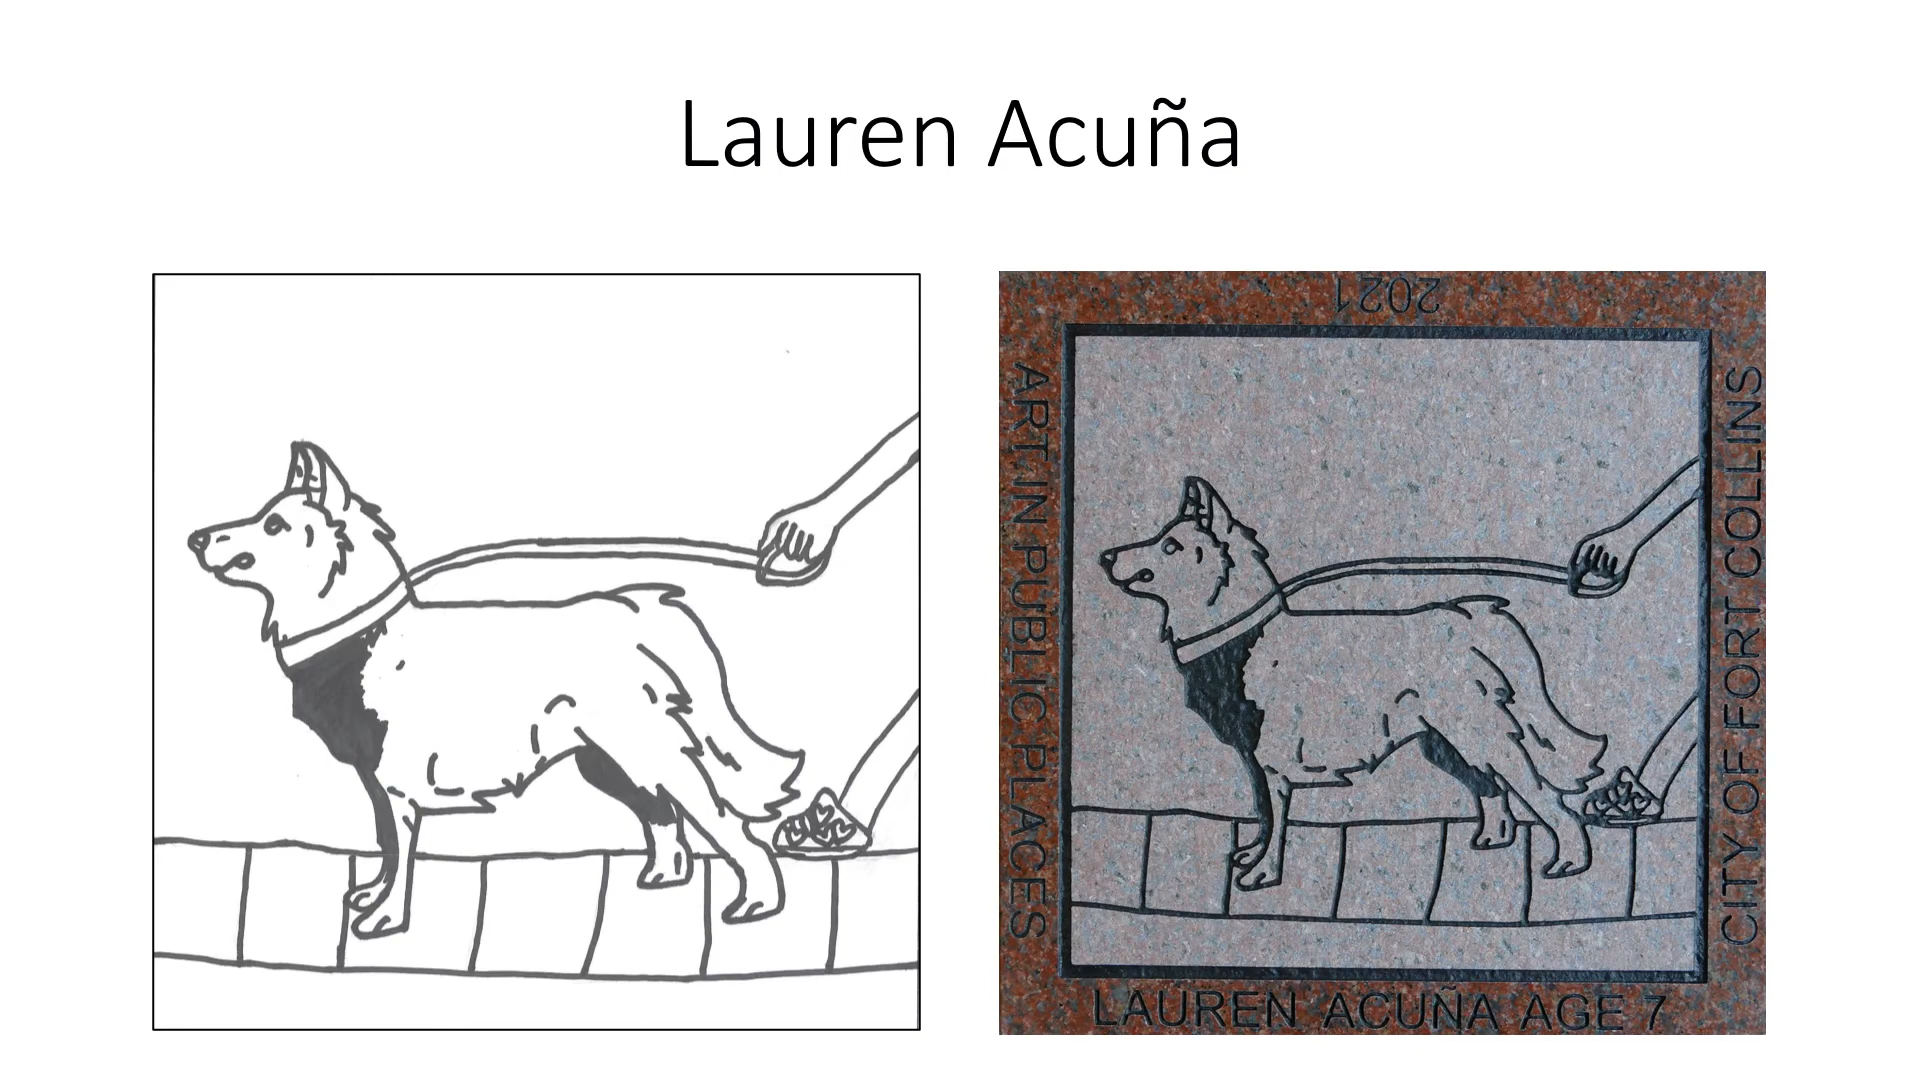 Lauren Acuña
2021
ART IN PUBLIC PLACES
CITY OF FORT COLLINS
LAUREN ACUÑA AGE 7